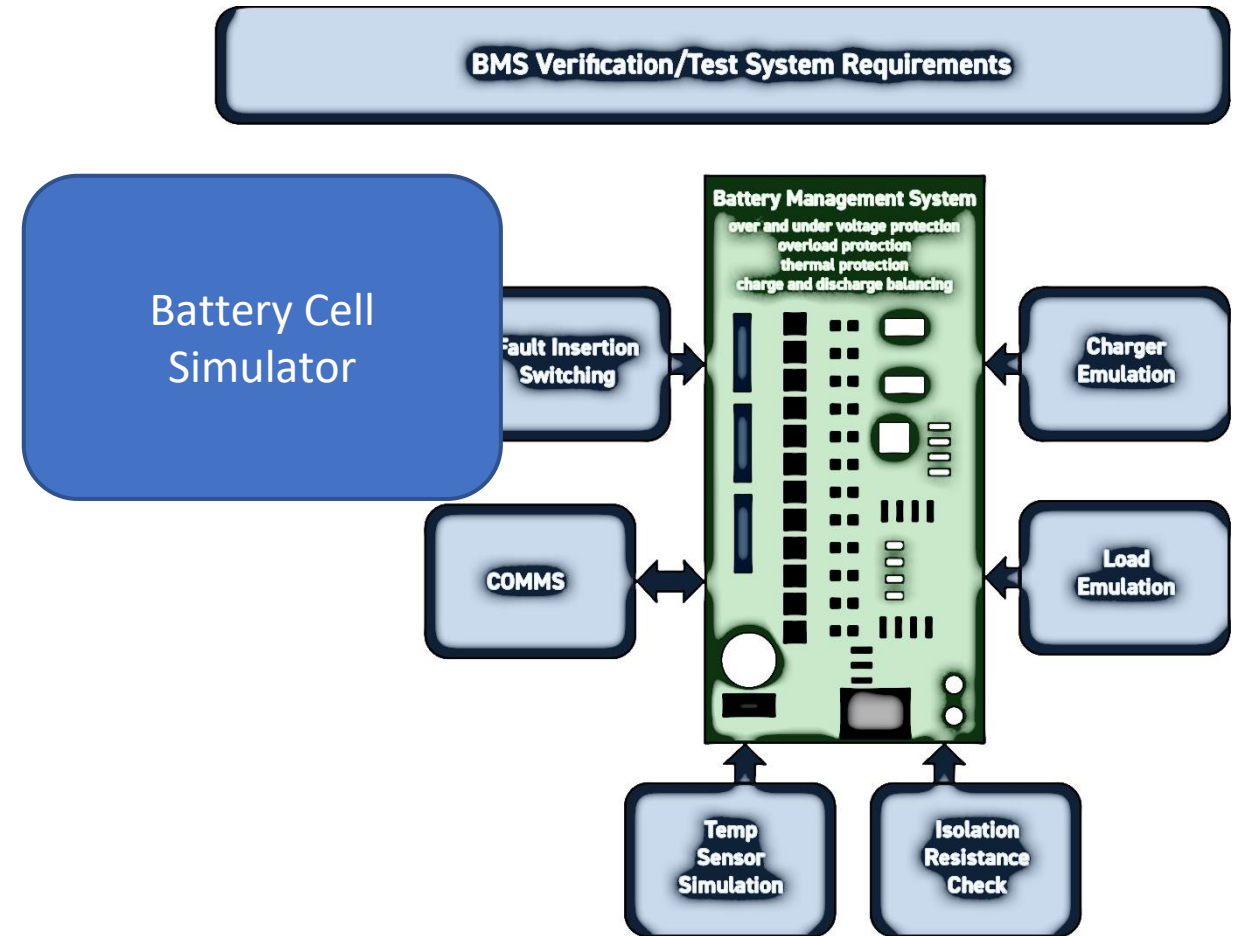 BMS Verification/Test System Requirements
Battery Cell
Simulator
Battery Management System
over and under voltage protection
overload protection
thermal protection
charge and discharge balancing
Fault Insertion
Switching
Charger
Emulation
COMMS
Load
Emulation
Temp
Sensor
Simulation
Isolation
Resistance
Check